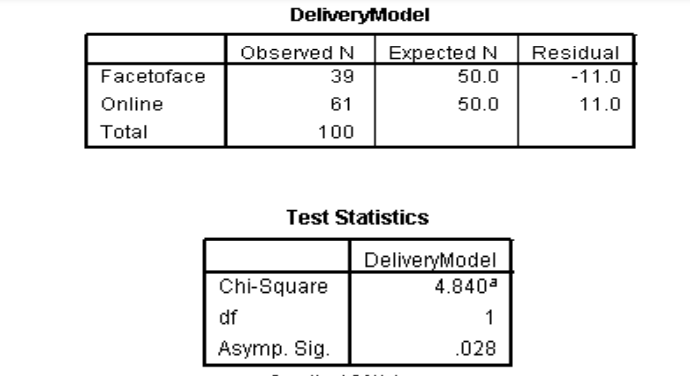 DeliveryModel
Observed N Expected N Residual
Facetoface 39 50.0 -11.0
Online 61 50.0 11.0
Total 100
Test Statistics
DeliveryModel
Chi-Square 4.840ª
df 1
Asymp. Sig. .028